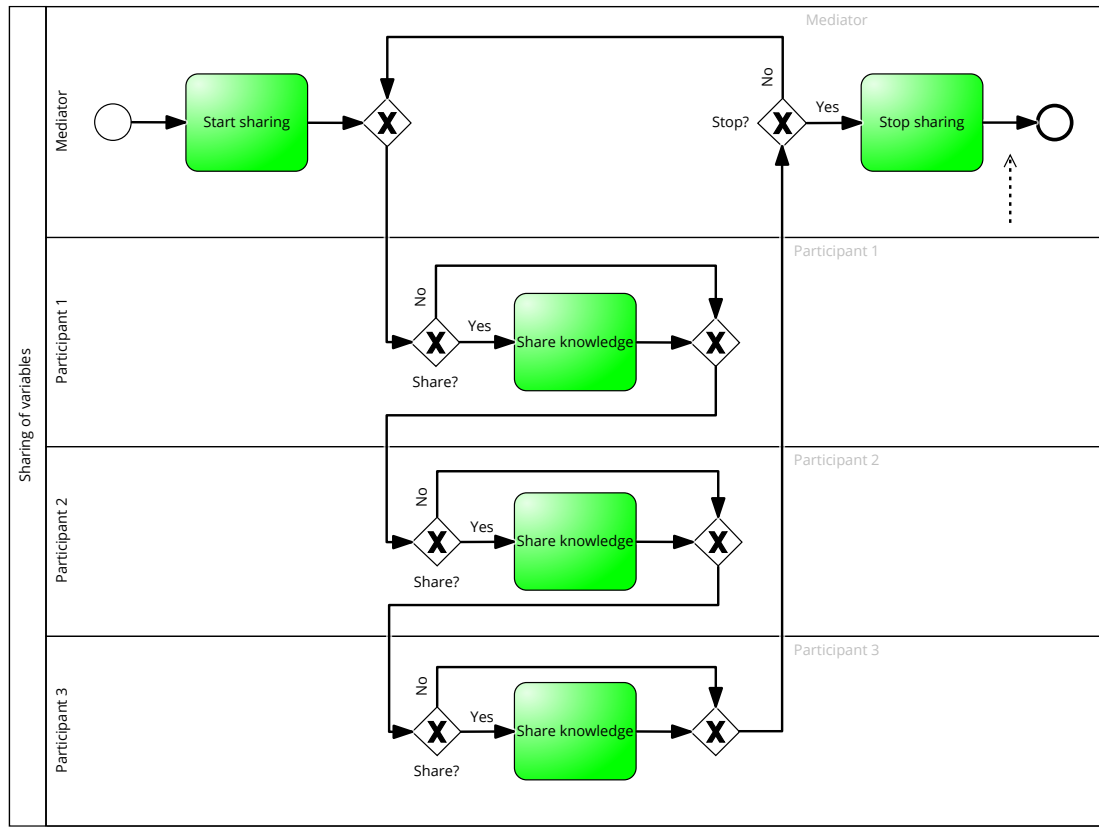 Sharing of variables
Mediator
Mediator
Start sharing
No
Stop?
Yes
Stop sharing
Participant 1
Participant 1
No
Yes
Share knowledge
Share?
Participant 2
Participant 2
No
Yes
Share knowledge
Share?
Participant 3
Participant 3
No
Yes
Share knowledge
Share?